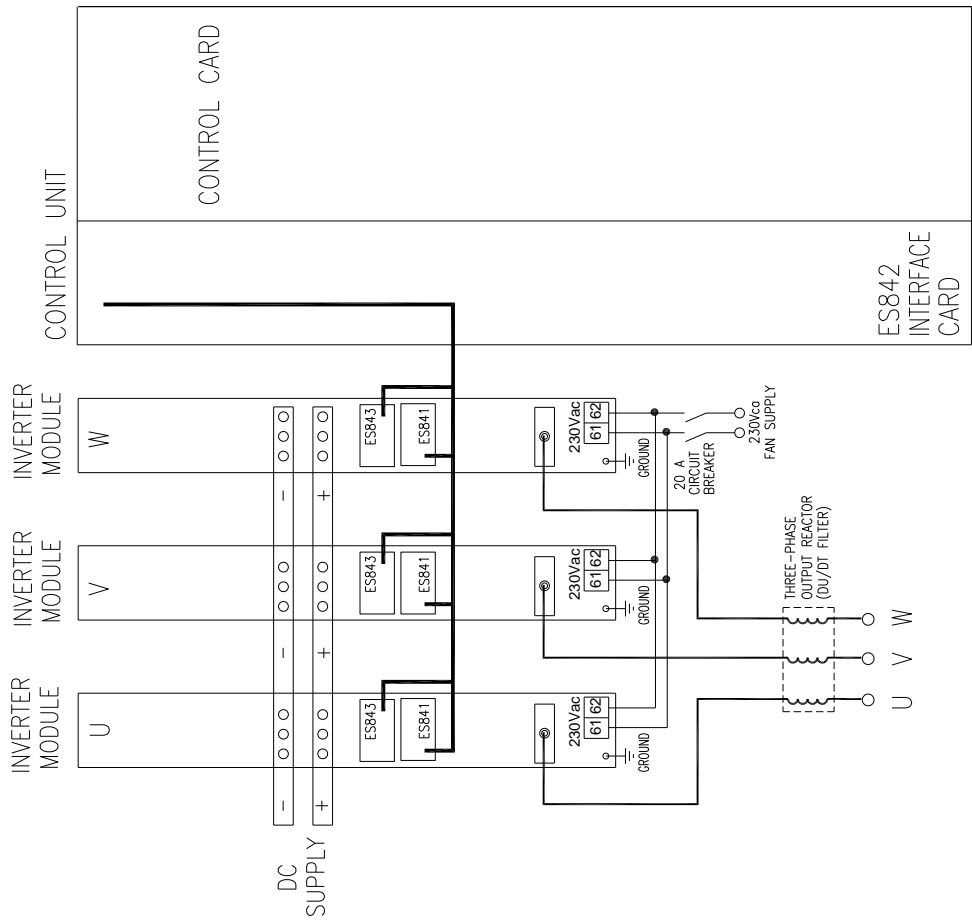 CONTROL UNIT
CONTROL CARD
ES842
INTERFACE
CARD
INVERTER
MODULE
W
ES843
ES841
230Vac
61 62
GROUND
-
+
INVERTER
MODULE
V
ES843
ES841
230Vac
61 62
GROUND
-
+
INVERTER
MODULE
U
ES843
ES841
230Vac
61 62
GROUND
-
+
DC
SUPPLY
20 A
CIRCUIT
BREAKER
230Vca
FAN SUPPLY
THREE-PHASE
OUTPUT REACTOR
(DU/DT FILTER)
U V W